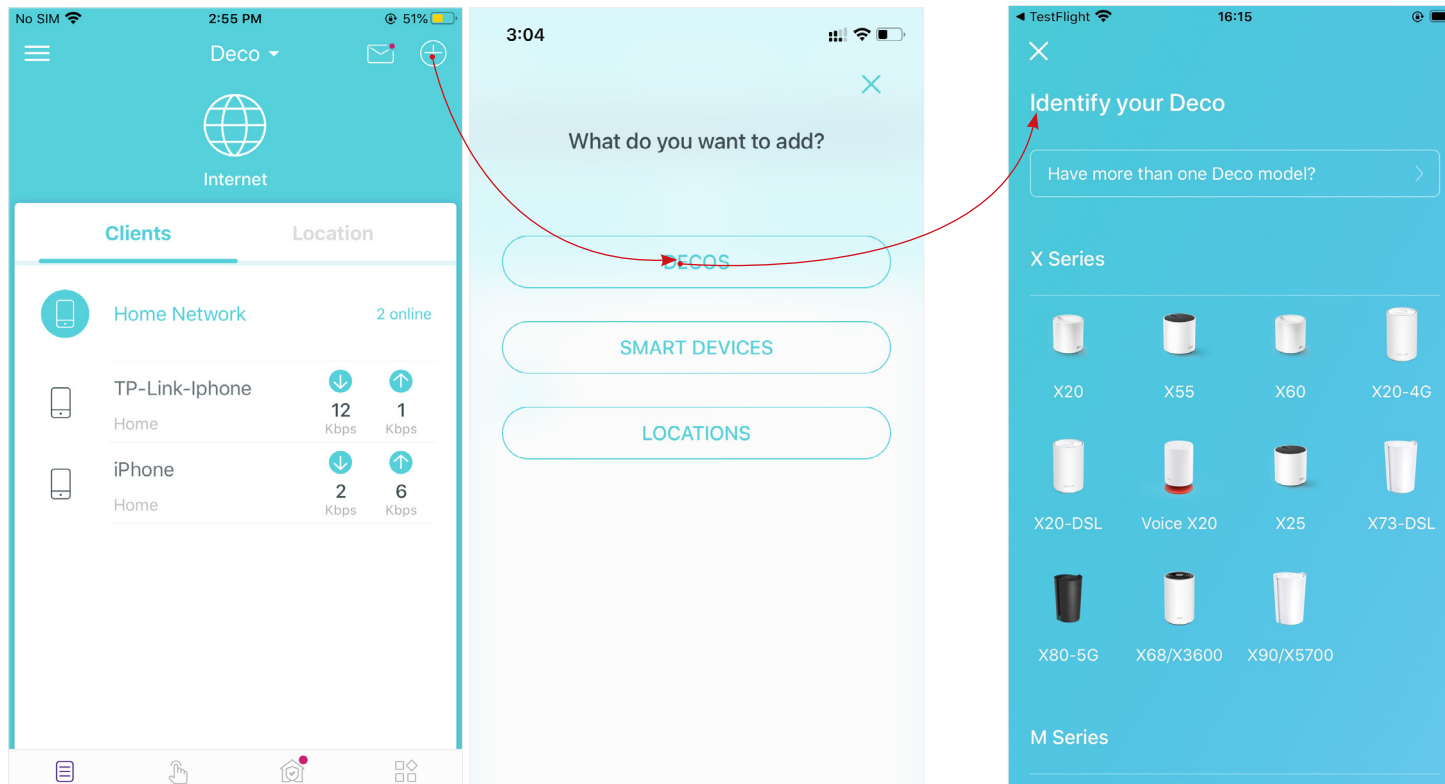 No SIM 2:55 PM 51%
Deco
Internet
Clients Location
Home Network 2 online
TP-Link-Iphone
12 1
Home Kbps Kbps
iPhone
2 6
Home Kbps Kbps
3:04
What do you want to add?
DECOS
SMART DEVICES
LOCATIONS
TestFlight 16:15
Identify your Deco
Have more than one Deco model?
X Series
X20 X55 X60 X20-4G
X20-DSL Voice X20 X25 X73-DSL
X80-5G X68/X3600 X90/X5700
M Series